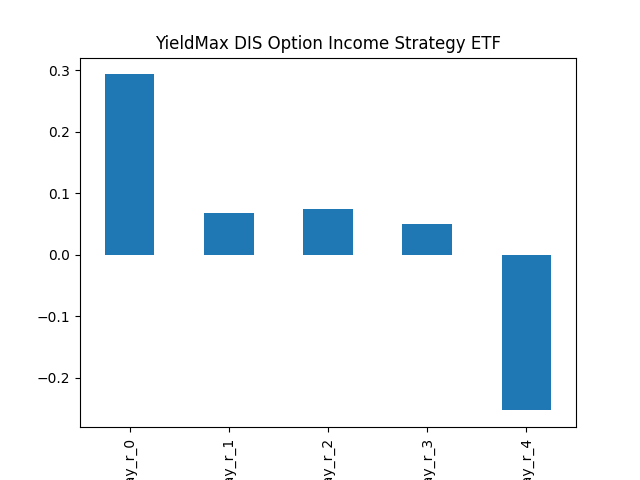 YieldMax DIS Option Income Strategy ETF
0.3
0.2
0.1
0.0
−0.1
−0.2
ay_r_0
ay_r_1
ay_r_2
ay_r_3
ay_r_4